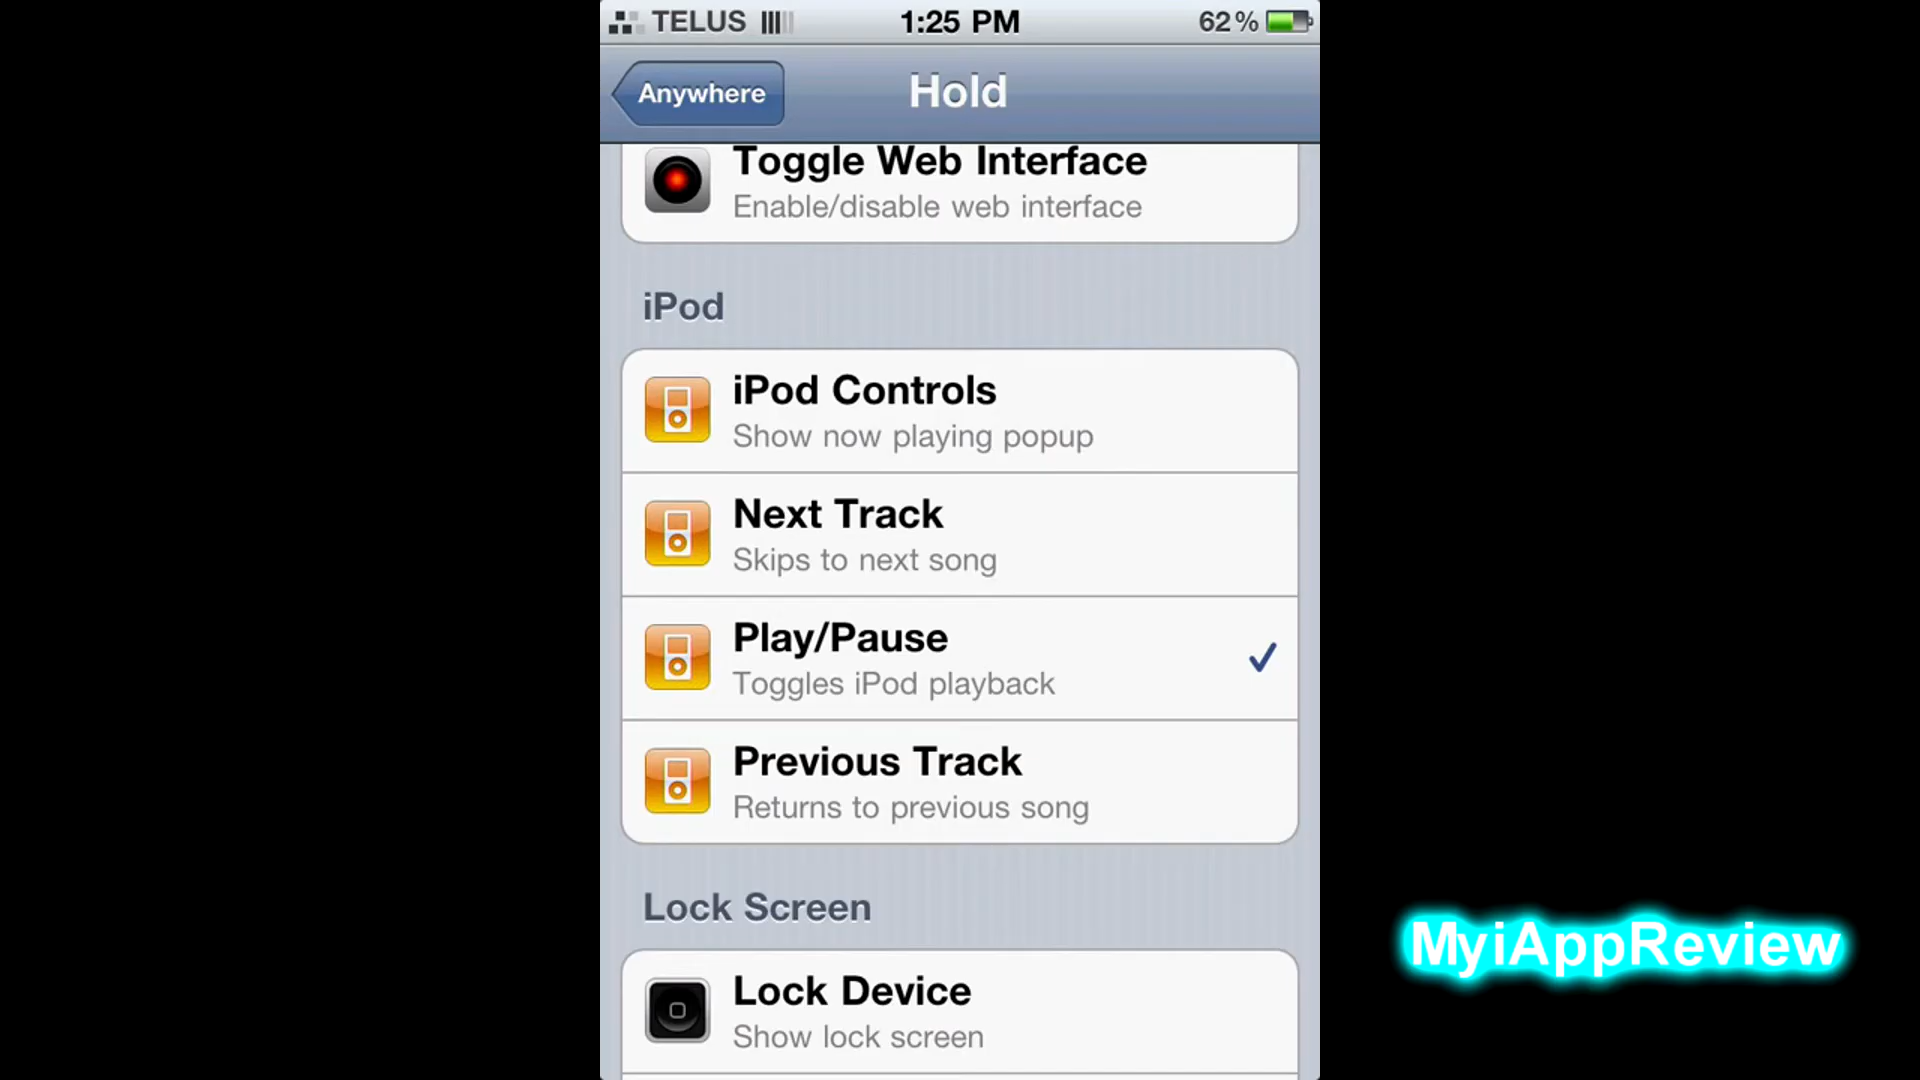 TELUS 1:25 PM 62%
Anywhere Hold
Toggle Web Interface
Enable/disable web interface
iPod
iPod Controls
Show now playing popup
Next Track
Skips to next song
Play/Pause
Toggles iPod playback
Previous Track
Returns to previous song
Lock Screen
Lock Device
Show lock screen
MyiAppReview